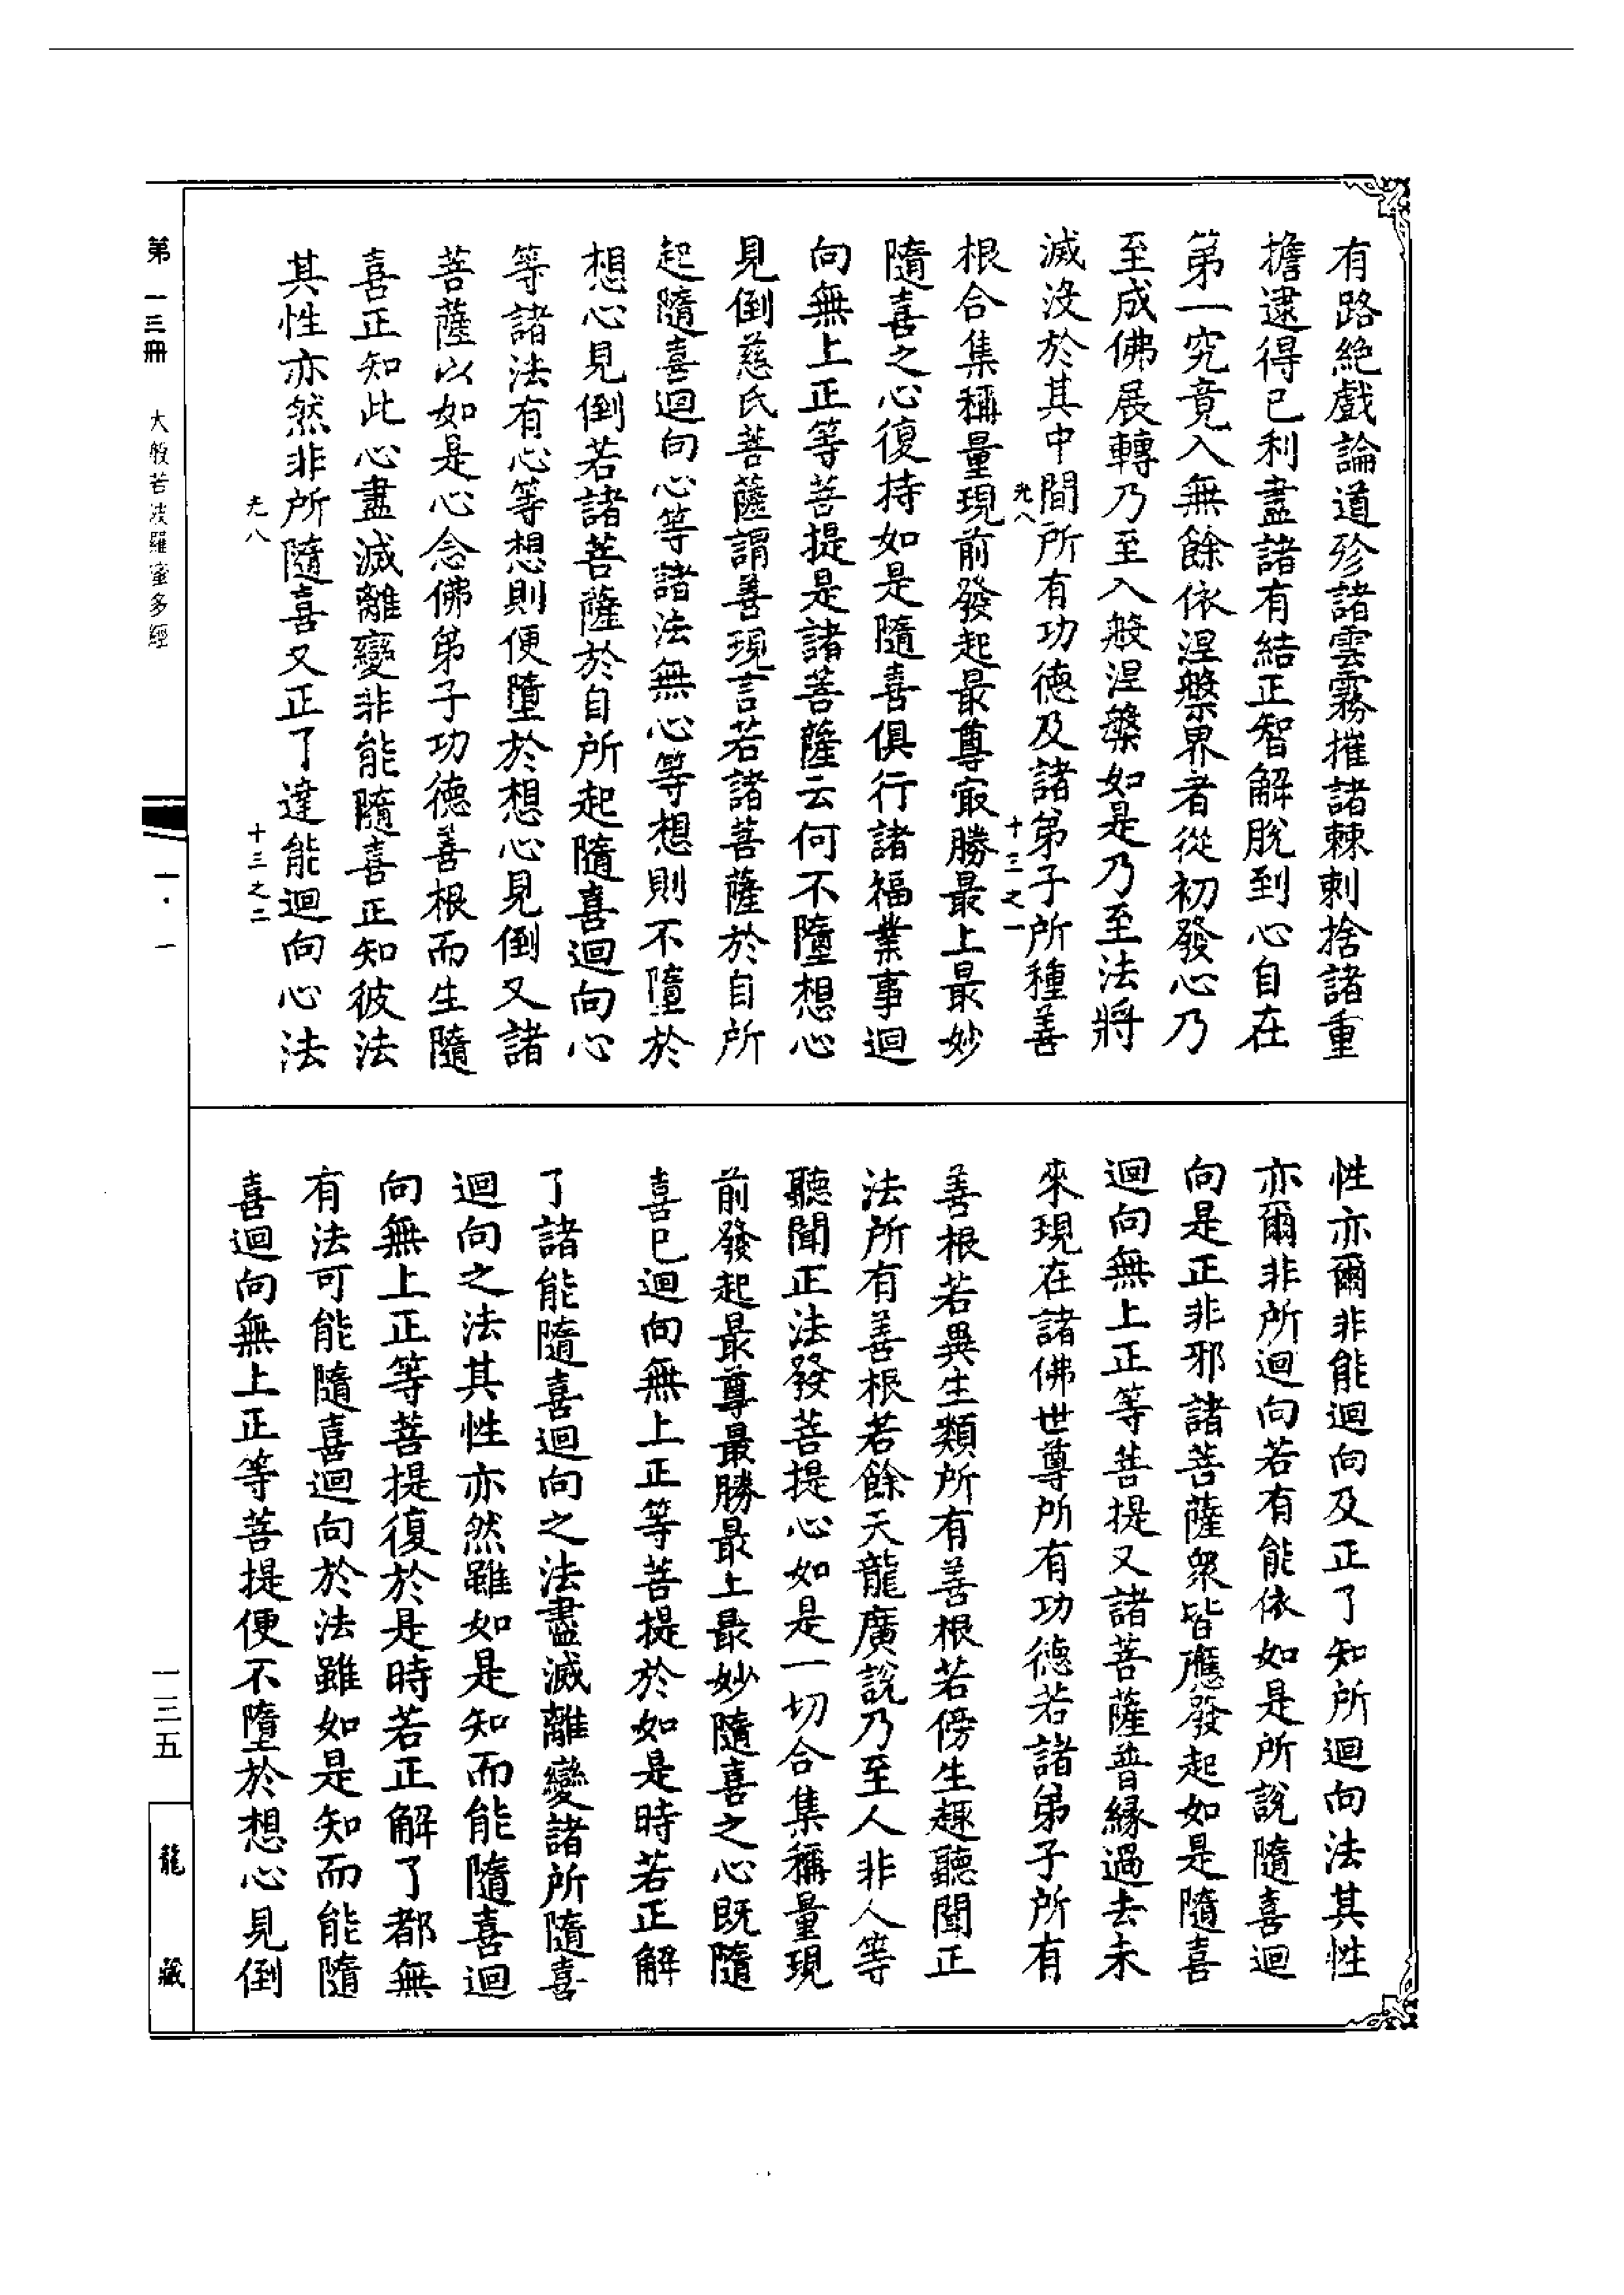 有路絕戲論道殄諸雲霧摧諸棘刺捨諸重
擔逮得已利盡諸有結正智解脫到心自在
第一究竟入無餘依涅槃界者從初發心乃
至成佛展轉乃至入般涅槃如是乃至法將
滅沒於其中間所有功德及諸弟子所種善
光八
十三之一
根合集稱量現前發起最尊最勝最上最妙
隨喜之心復持如是隨喜俱行諸福業事迴
向無上正等菩提是諸菩薩云何不墮想心
見倒慈氏菩薩謂善現言若諸菩薩於自所
起隨喜迴向心等諸法無心等想則不墮於
想心見倒若諸菩薩於自所起隨喜迴向心
等諸法有心等想則便墮於想心見倒又諸
菩薩以如是心念佛弟子功德善根而生隨
喜正知此心盡滅離變非能隨喜正知彼法
其性亦然非所隨喜又正了達能迴向心法
光八
十三之二
性亦爾非能迴向及正了知所迴向法其性
亦爾非所迴向若有能依如是所說隨喜迴
向是正非邪諸菩薩眾皆應發起如是隨喜
迴向無上正等菩提又諸菩薩普緣過去未
來現在諸佛世尊所有功德若諸弟子所有
善根若異生類所有善根若傍生趣聽聞正
法所有善根若餘天龍廣說乃至人非人等
聽聞正法發菩提心如是一切合集稱量現
前發起最尊最勝最上最妙隨喜之心既隨
喜已迴向無上正等菩提於如是時若正解
了諸能隨喜迴向之法盡滅離變諸所隨喜
迴向之法其性亦然雖如是知而能隨喜迴
向無上正等菩提復於是時若正解了都無
有法可能隨喜迴向於法雖如是知而能隨
喜迴向無上正等菩提便不墮於想心見倒
第一三冊
大般若波羅蜜多經
一·一
一三五
龍藏